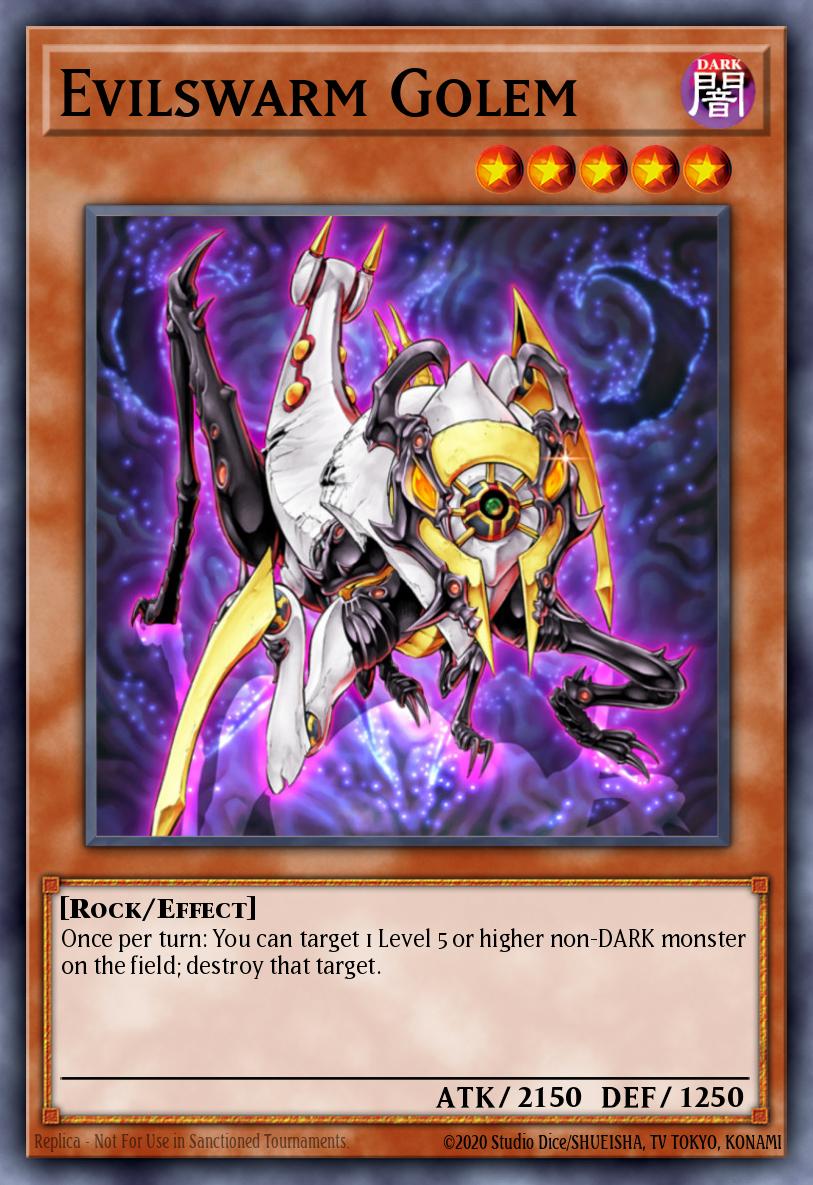 Evilswarm Golem
DARK
闇
[Rock/Effect]
Once per turn: You can target 1 Level 5 or higher non-DARK monster
on the field; destroy that target.
ATK/2150 DEF/1250
Replica - Not For Use in Sanctioned Tournaments.
©2020 Studio Dice/SHUEISHA, TV TOKYO, KONAMI